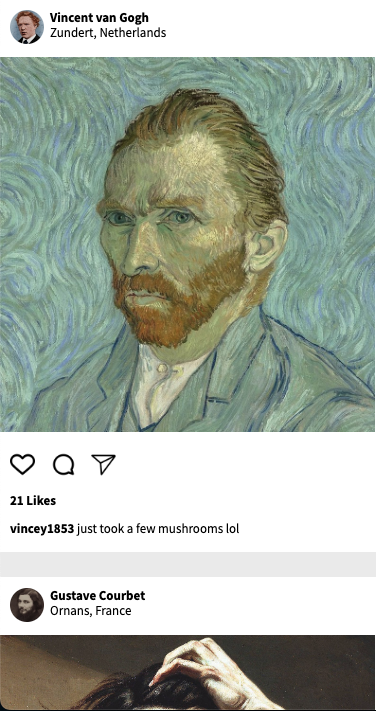 Vincent van Gogh
Zundert, Netherlands
21 Likes
vincey1853 just took a few mushrooms lol
Gustave Courbet
Ornans, France